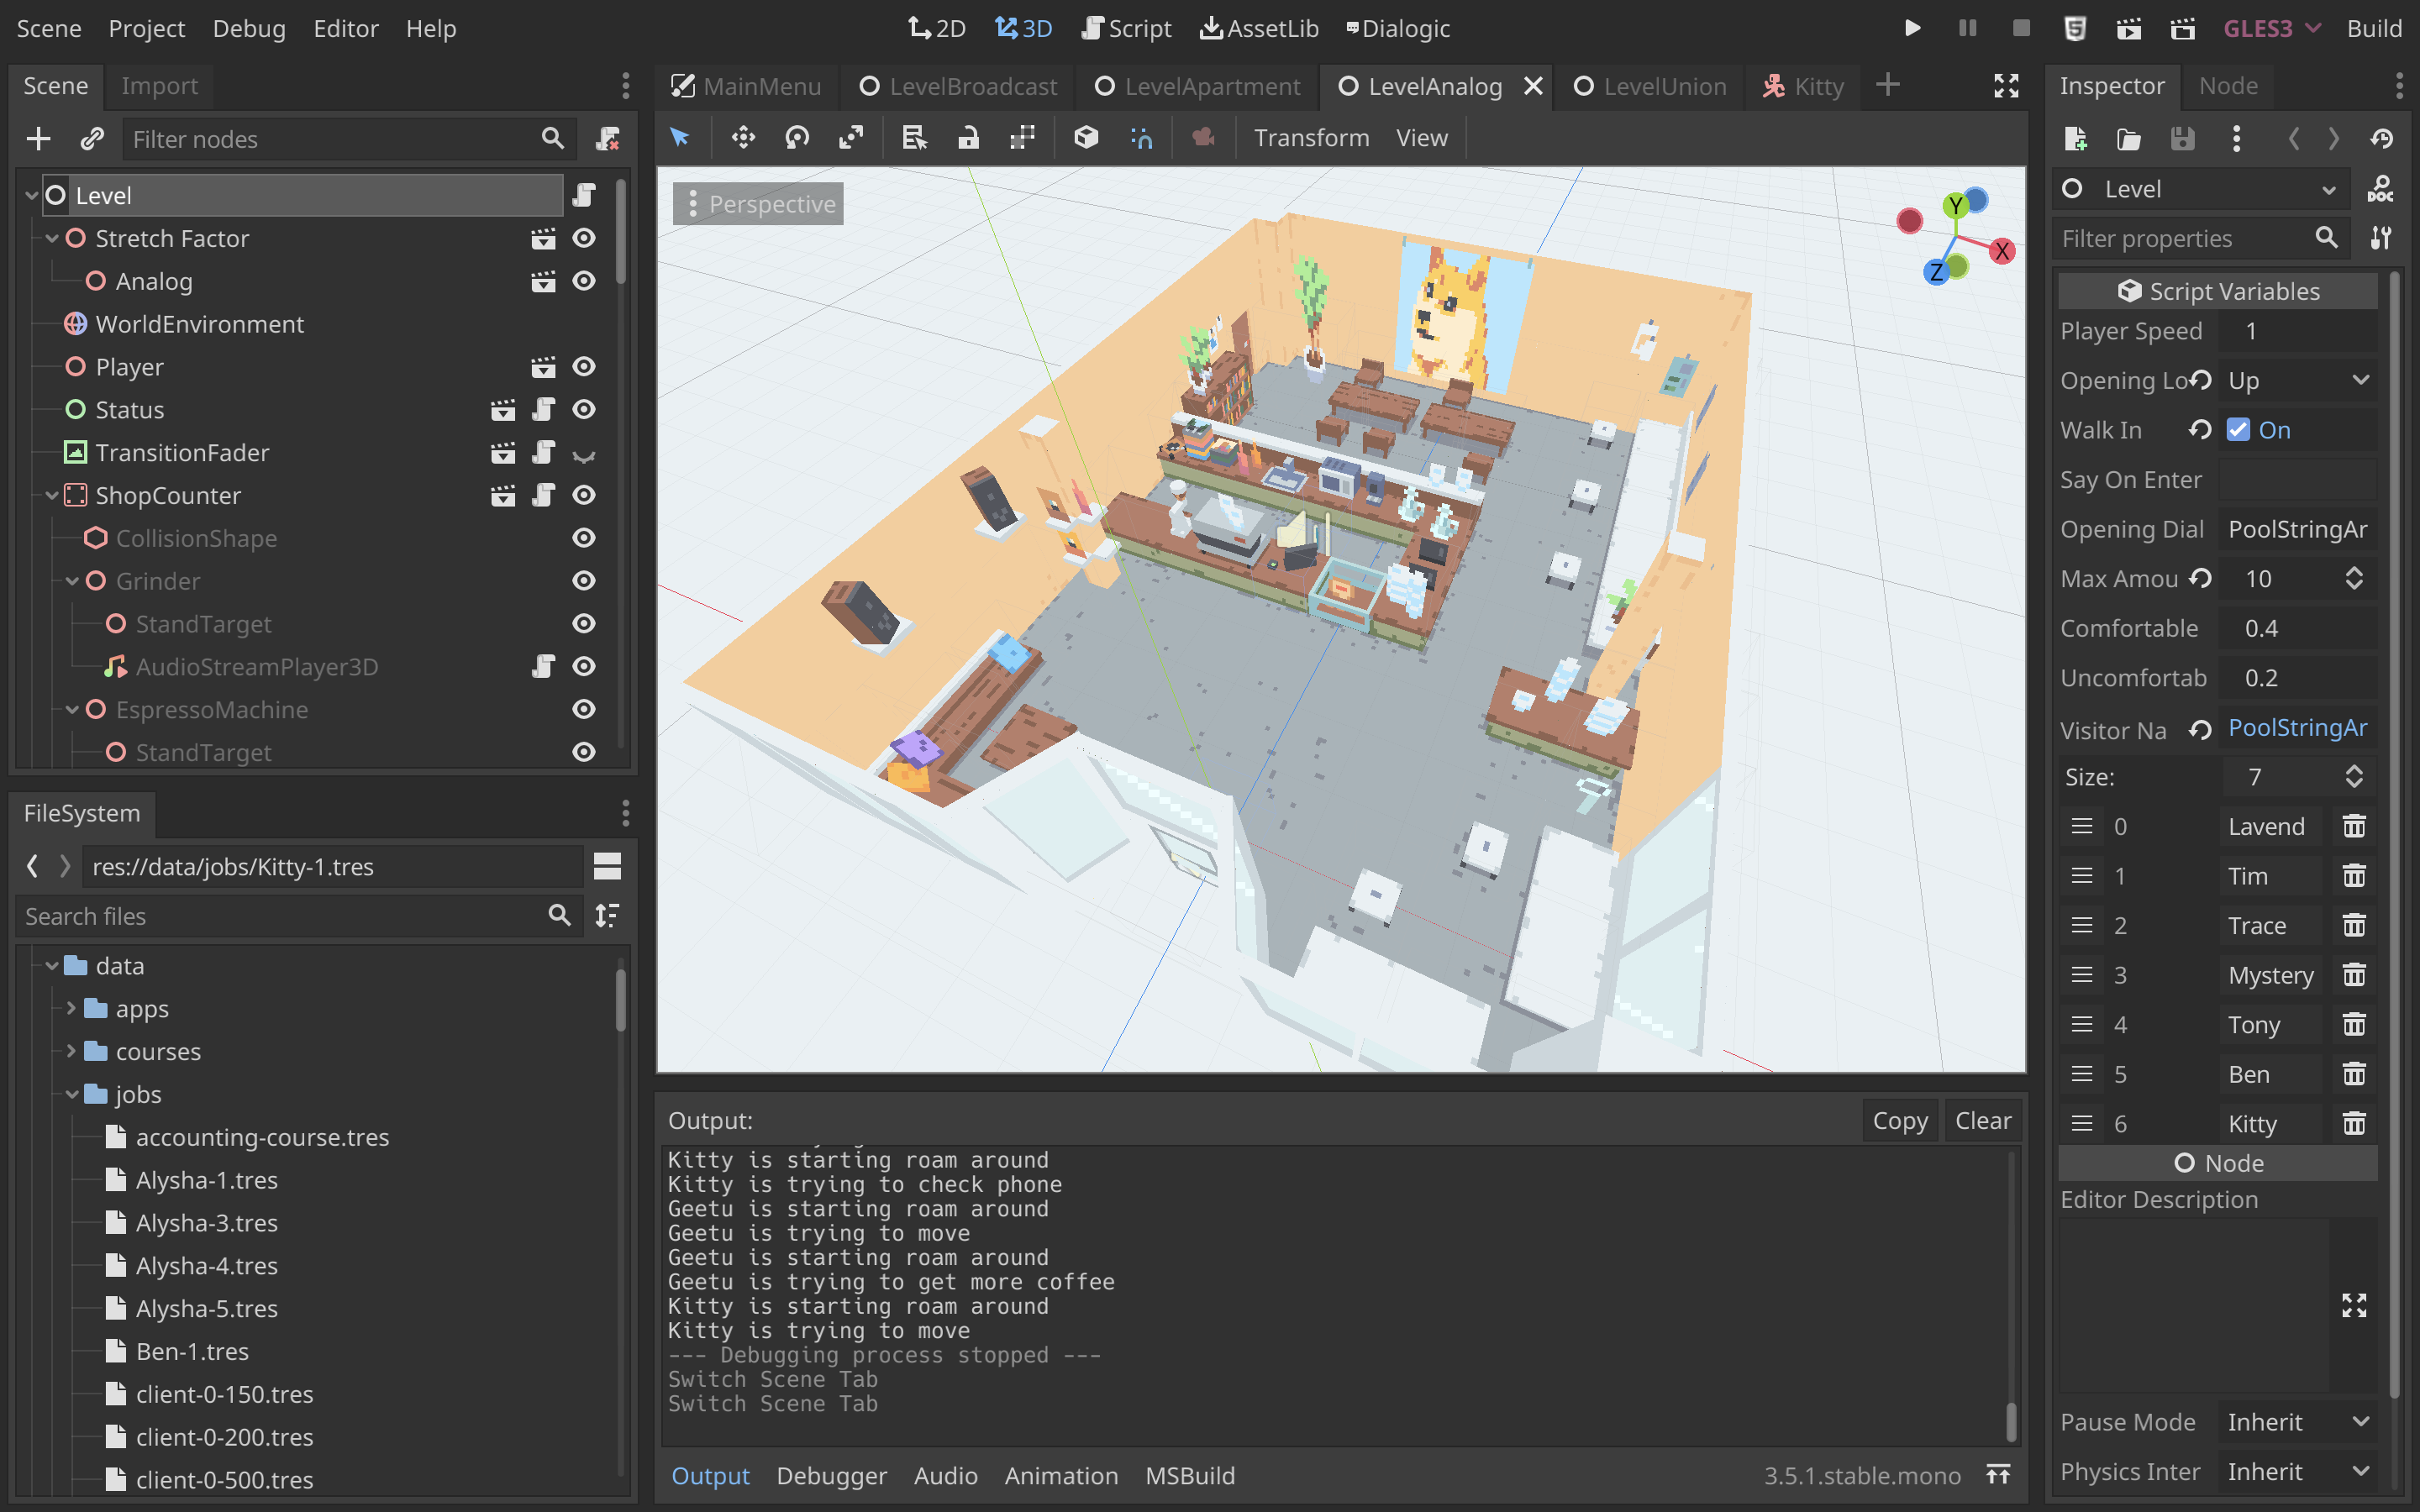 Scene Project Debug Editor Help
2D 3D Script AssetLib Dialogic
GLES3 Build
Scene Import
Filter nodes
Level
Stretch Factor
Analog
WorldEnvironment
Player
Status
TransitionFader
ShopCounter
CollisionShape
Grinder
StandTarget
AudioStreamPlayer3D
EspressoMachine
StandTarget
FileSystem
res://data/jobs/Kitty-1.tres
Search files
data
apps
courses
jobs
accounting-course.tres
Alysha-1.tres
Alysha-3.tres
Alysha-4.tres
Alysha-5.tres
Ben-1.tres
client-0-150.tres
client-0-200.tres
client-0-500.tres
MainMenu LevelBroadcast LevelApartment LevelAnalog LevelUnion Kitty
Transform View
Perspective
Y
X
Z
Output: Copy Clear
Kitty is starting roam around
Kitty is trying to check phone
Geetu is starting roam around
Geetu is trying to move
Geetu is starting roam around
Geetu is trying to get more coffee
Kitty is starting roam around
Kitty is trying to move
--- Debugging process stopped ---
Switch Scene Tab
Switch Scene Tab
Output Debugger Audio Animation MSBuild 3.5.1.stable.mono
Inspector Node
Level DOC
Filter properties
Script Variables
Player Speed 1
Opening Lo Up
Walk In On
Say On Enter
Opening Dial PoolStringAr
Max Amou 10
Comfortable 0.4
Uncomfortab 0.2
Visitor Na PoolStringAr
Size: 7
0 Lavend
1 Tim
2 Trace
3 Mystery
4 Tony
5 Ben
6 Kitty
Node
Editor Description
Pause Mode Inherit
Physics Inter Inherit